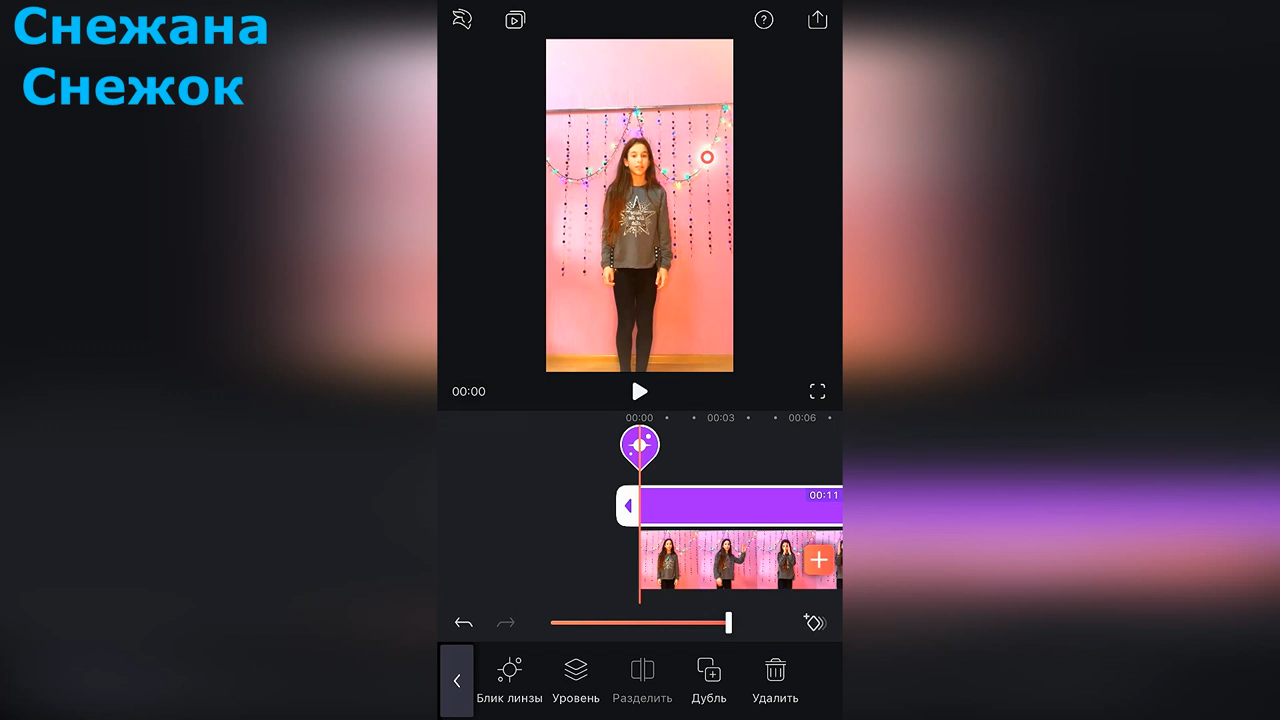 Снежана
Снежок
?
00:00
00:00
00:03
00:06
00:11
Блик линзы
Уровень
Разделить
Дубль
Удалить